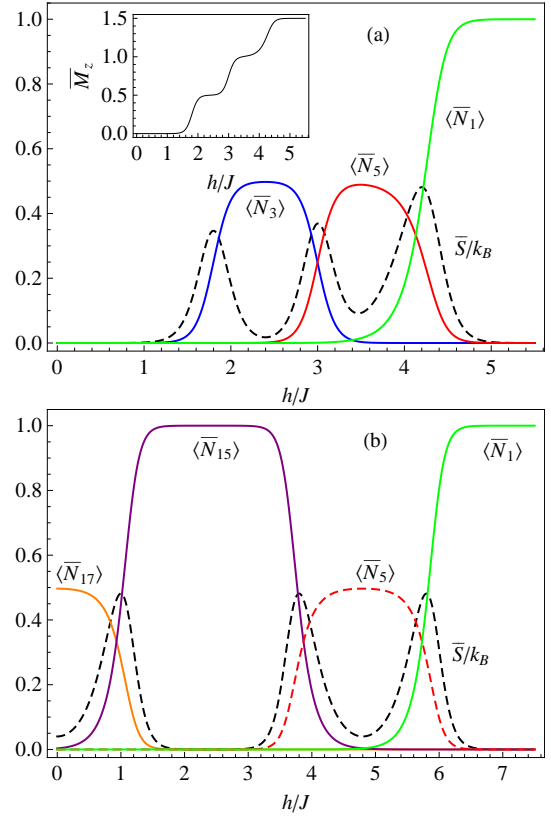 1.5
1.0
0.5
0.0
M̅_z
0 1 2 3 4 5
h/J
(a)
⟨N̅₁⟩
⟨N̅₃⟩
⟨N̅₅⟩
S̅/k_B
1.0
0.8
0.6
0.4
0.2
0.0
0 1 2 3 4 5
h/J
(b)
⟨N̅₁⟩
⟨N̅₁₅⟩
⟨N̅₁₇⟩
⟨N̅₅⟩
S̅/k_B
1.0
0.8
0.6
0.4
0.2
0.0
0 1 2 3 4 5 6 7
h/J